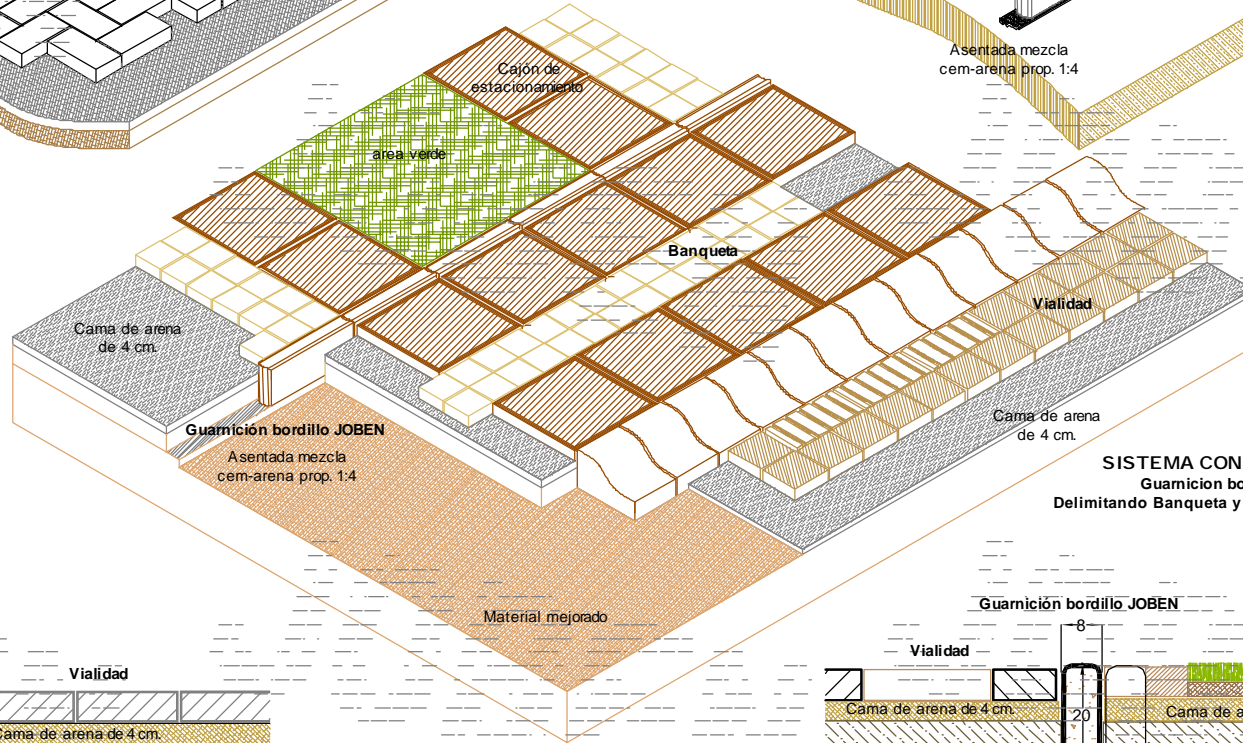 Asentada mezcla
cem-arena prop. 1:4
Cajón de
estacionamiento
area verde
Banqueta
Vialidad
Cama de arena
de 4 cm.
Cama de arena
de 4 cm.
Guarnición bordillo JOBEN
Asentada mezcla
cem-arena prop. 1:4
SISTEMA CON
Guarnicion bo
Delimitando Banqueta y
Material mejorado
Guarnición bordillo JOBEN
8
Vialidad
Vialidad
Cama de arena de 4 cm.
20
Cama de a
Cama de arena de 4 cm.